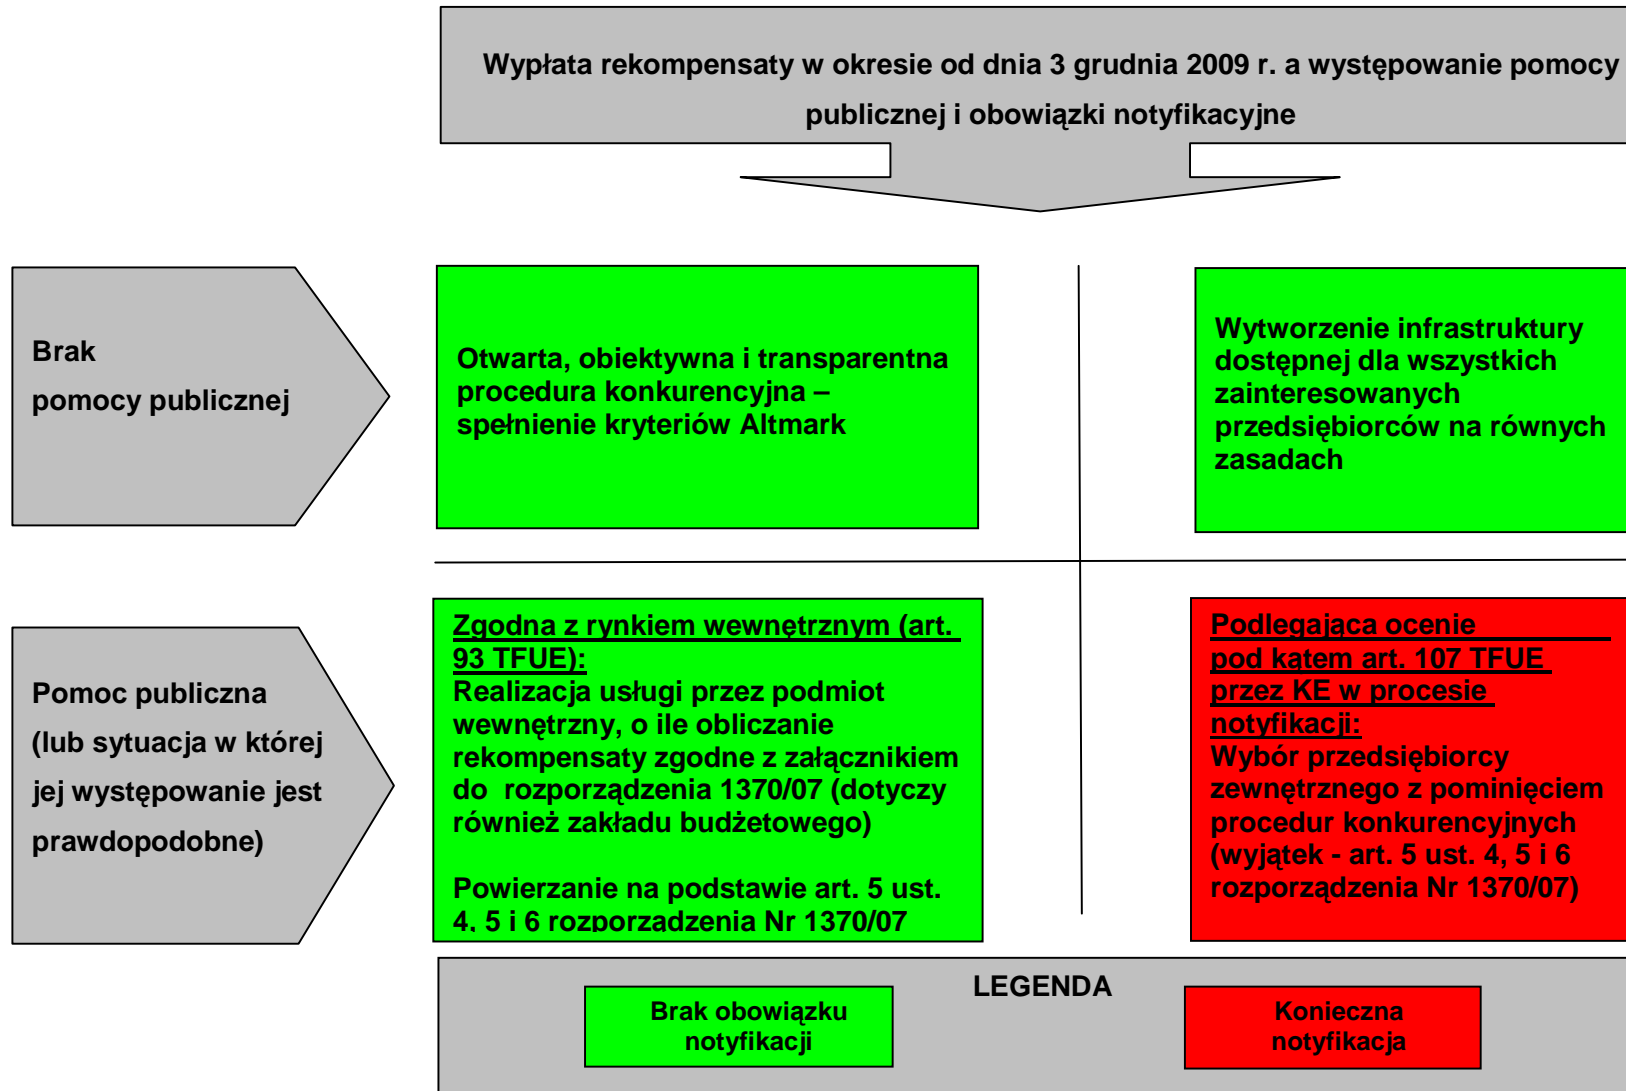 Wypłata rekompensaty w okresie od dnia 3 grudnia 2009 r. a występowanie pomocy
publicznej i obowiązki notyfikacyjne
Brak
pomocy publicznej
Otwarta, obiektywna i transparentna
procedura konkurencyjna –
spełnienie kryteriów Altmark
Wytworzenie infrastruktury
dostępnej dla wszystkich
zainteresowanych
przedsiębiorców na równych
zasadach
Pomoc publiczna
(lub sytuacja w której
jej występowanie jest
prawdopodobne)
Zgodna z rynkiem wewnętrznym (art.
93 TFUE):
Realizacja usługi przez podmiot
wewnętrzny, o ile obliczanie
rekompensaty zgodne z załącznikiem
do rozporządzenia 1370/07 (dotyczy
również zakładu budżetowego)
Powierzanie na podstawie art. 5 ust.
4, 5 i 6 rozporządzenia Nr 1370/07
Podlegająca ocenie
pod kątem art. 107 TFUE
przez KE w procesie
notyfikacji:
Wybór przedsiębiorcy
zewnętrznego z pominięciem
procedur konkurencyjnych
(wyjątek - art. 5 ust. 4, 5 i 6
rozporządzenia Nr 1370/07)
LEGENDA
Brak obowiązku
notyfikacji
Konieczna
notyfikacja